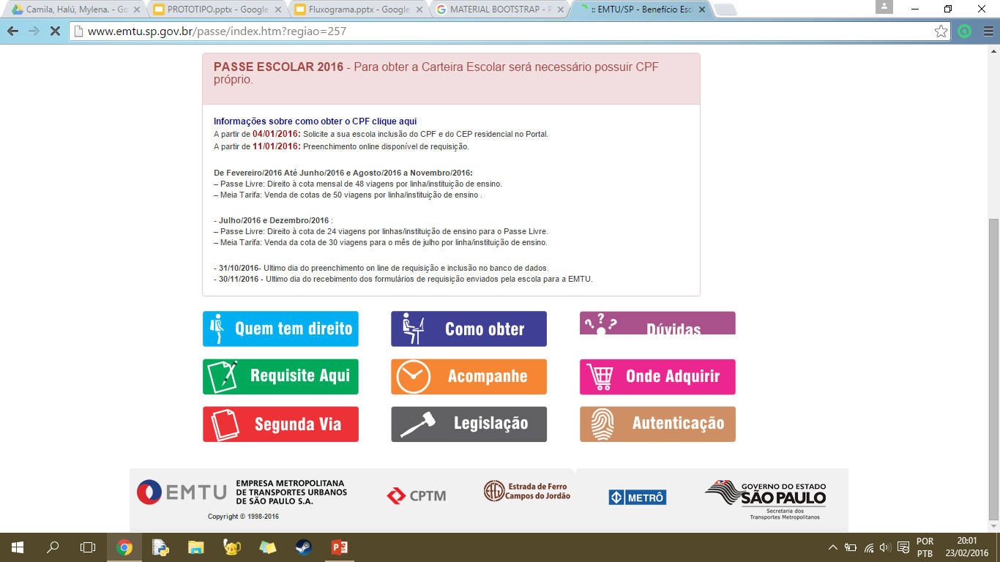 Camila, Halú, Mylena. - Go
PROTOTIPO.pptx - Google
Fluxograma.pptx - Google
MATERIAL BOOTSTRAP - P
:: EMTU/SP - Benefício Esc
www.emtu.sp.gov.br/passe/index.htm?regiao=257
PASSE ESCOLAR 2016 - Para obter a Carteira Escolar será necessário possuir CPF
próprio.
Informações sobre como obter o CPF clique aqui
A partir de 04/01/2016: Solicite a sua escola inclusão do CPF e do CEP residencial no Portal.
A partir de 11/01/2016: Preenchimento online disponível de requisição.
De Fevereiro/2016 Até Junho/2016 e Agosto/2016 a Novembro/2016:
– Passe Livre: Direito à cota mensal de 48 viagens por linha/instituição de ensino.
– Meia Tarifa: Venda de cotas de 50 viagens por linha/instituição de ensino .
- Julho/2016 e Dezembro/2016 :
– Passe Livre: Direito à cota de 24 viagens por linhas/instituição de ensino para o Passe Livre.
– Meia Tarifa: Venda da cota de 30 viagens para o mês de julho por linha/instituição de ensino.
- 31/10/2016- Ultimo dia do preenchimento on line de requisição e inclusão no banco de dados.
- 30/11/2016 - Ultimo dia do recebimento dos formulários de requisição enviados pela escola para a EMTU.
Quem tem direito
Como obter
Dúvidas
Requisite Aqui
Acompanhe
Onde Adquirir
Segunda Via
Legislação
Autenticação
EMTU
EMPRESA METROPOLITANA
DE TRANSPORTES URBANOS
DE SÃO PAULO S.A.
Copyright © 1998-2016
CPTM
Estrada de Ferro
Campos do Jordão
METRÔ
GOVERNO DO ESTADO
SÃO PAULO
Secretaria dos
Transportes Metropolitanos
POR
PTB
20:01
23/02/2016